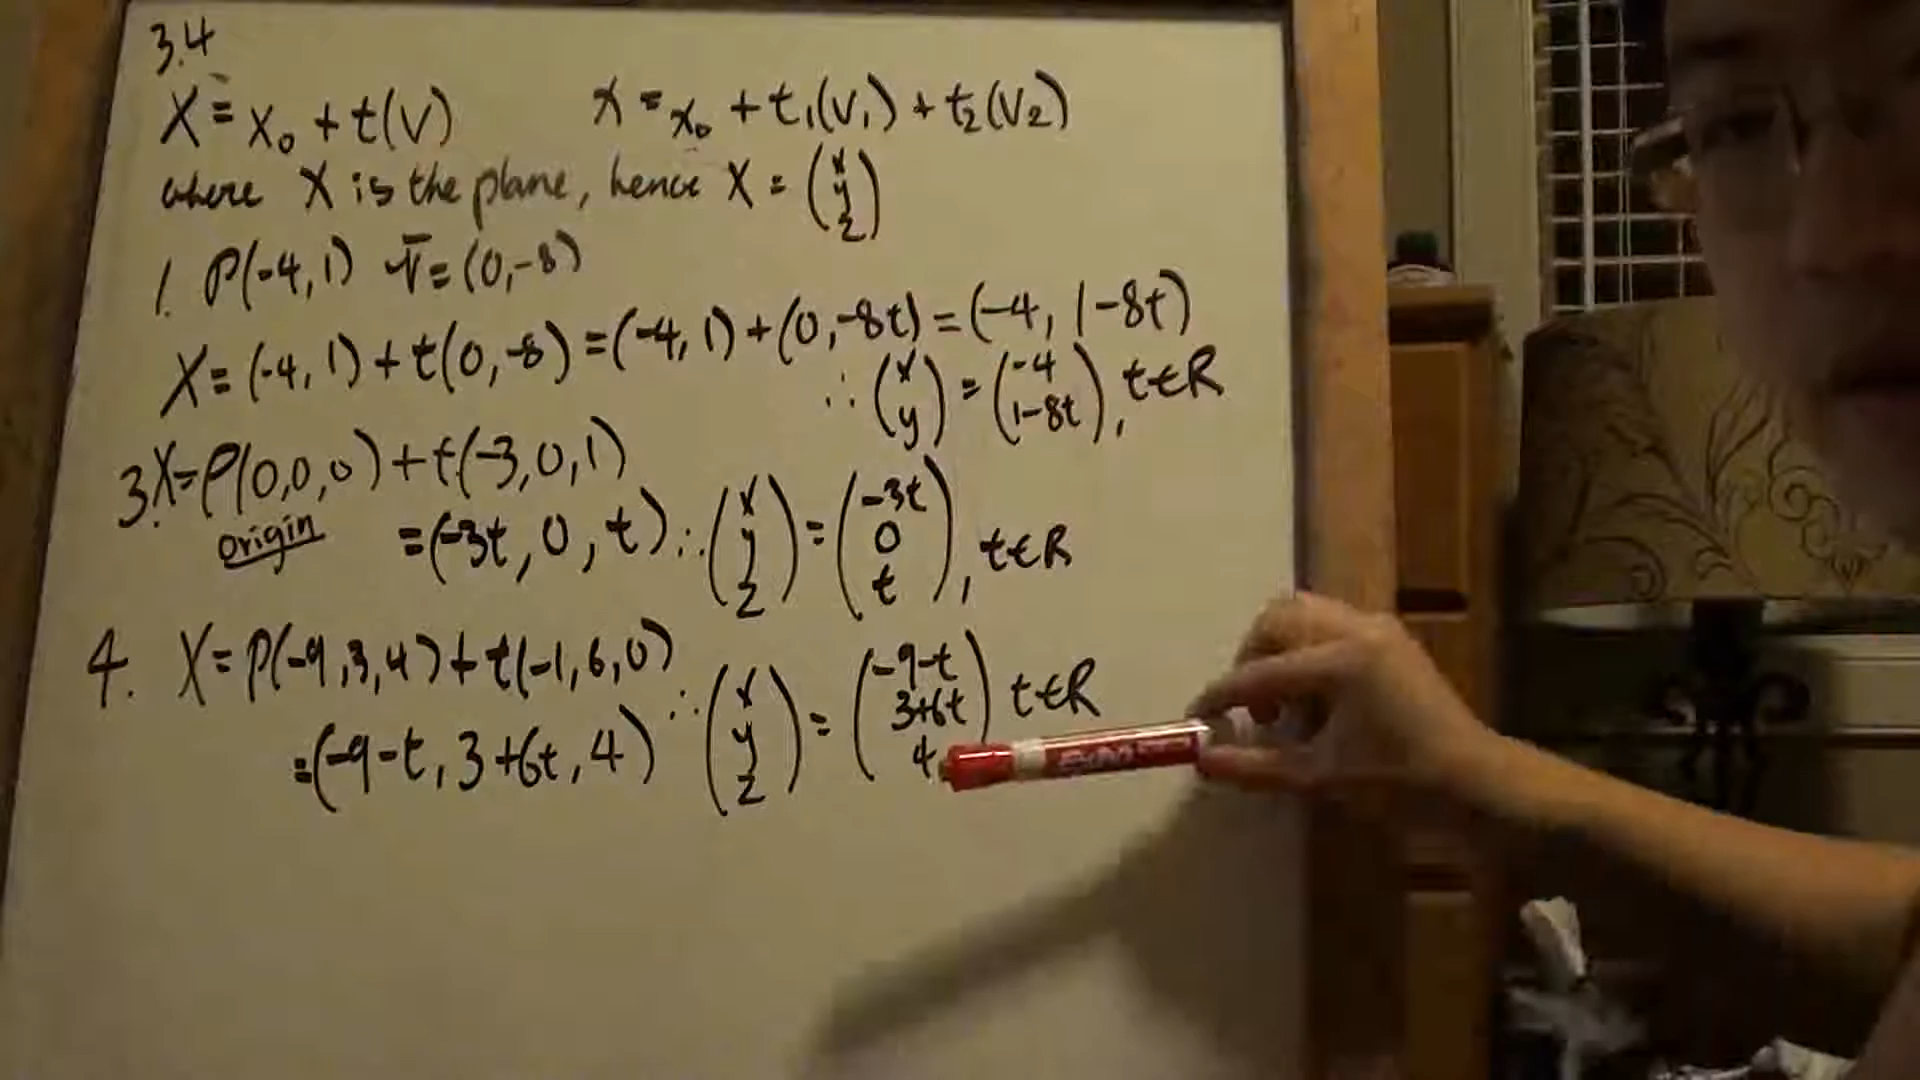 3.4
X = x₀ + t(V)
x = x₀ + t₁(V₁) + t₂(V₂)
where X is the plane, hence X = (x y z)
1. P(-4,1) V̄ = (0,-8)
X = (-4,1) + t(0,-8) = (-4,1) + (0,-8t) = (-4, 1-8t)
∴ (x y) = (-4 1-8t), t∈R
3. X = P(0,0,0) + t(-3,0,1)
origin
= (-3t, 0, t) ∴ (x y z) = (-3t 0 t), t∈R
4. X = P(-9,3,4) + t(-1,6,0)
= (-9-t, 3+6t, 4) ∴ (x y z) = (-9-t 3+6t 4) t∈R